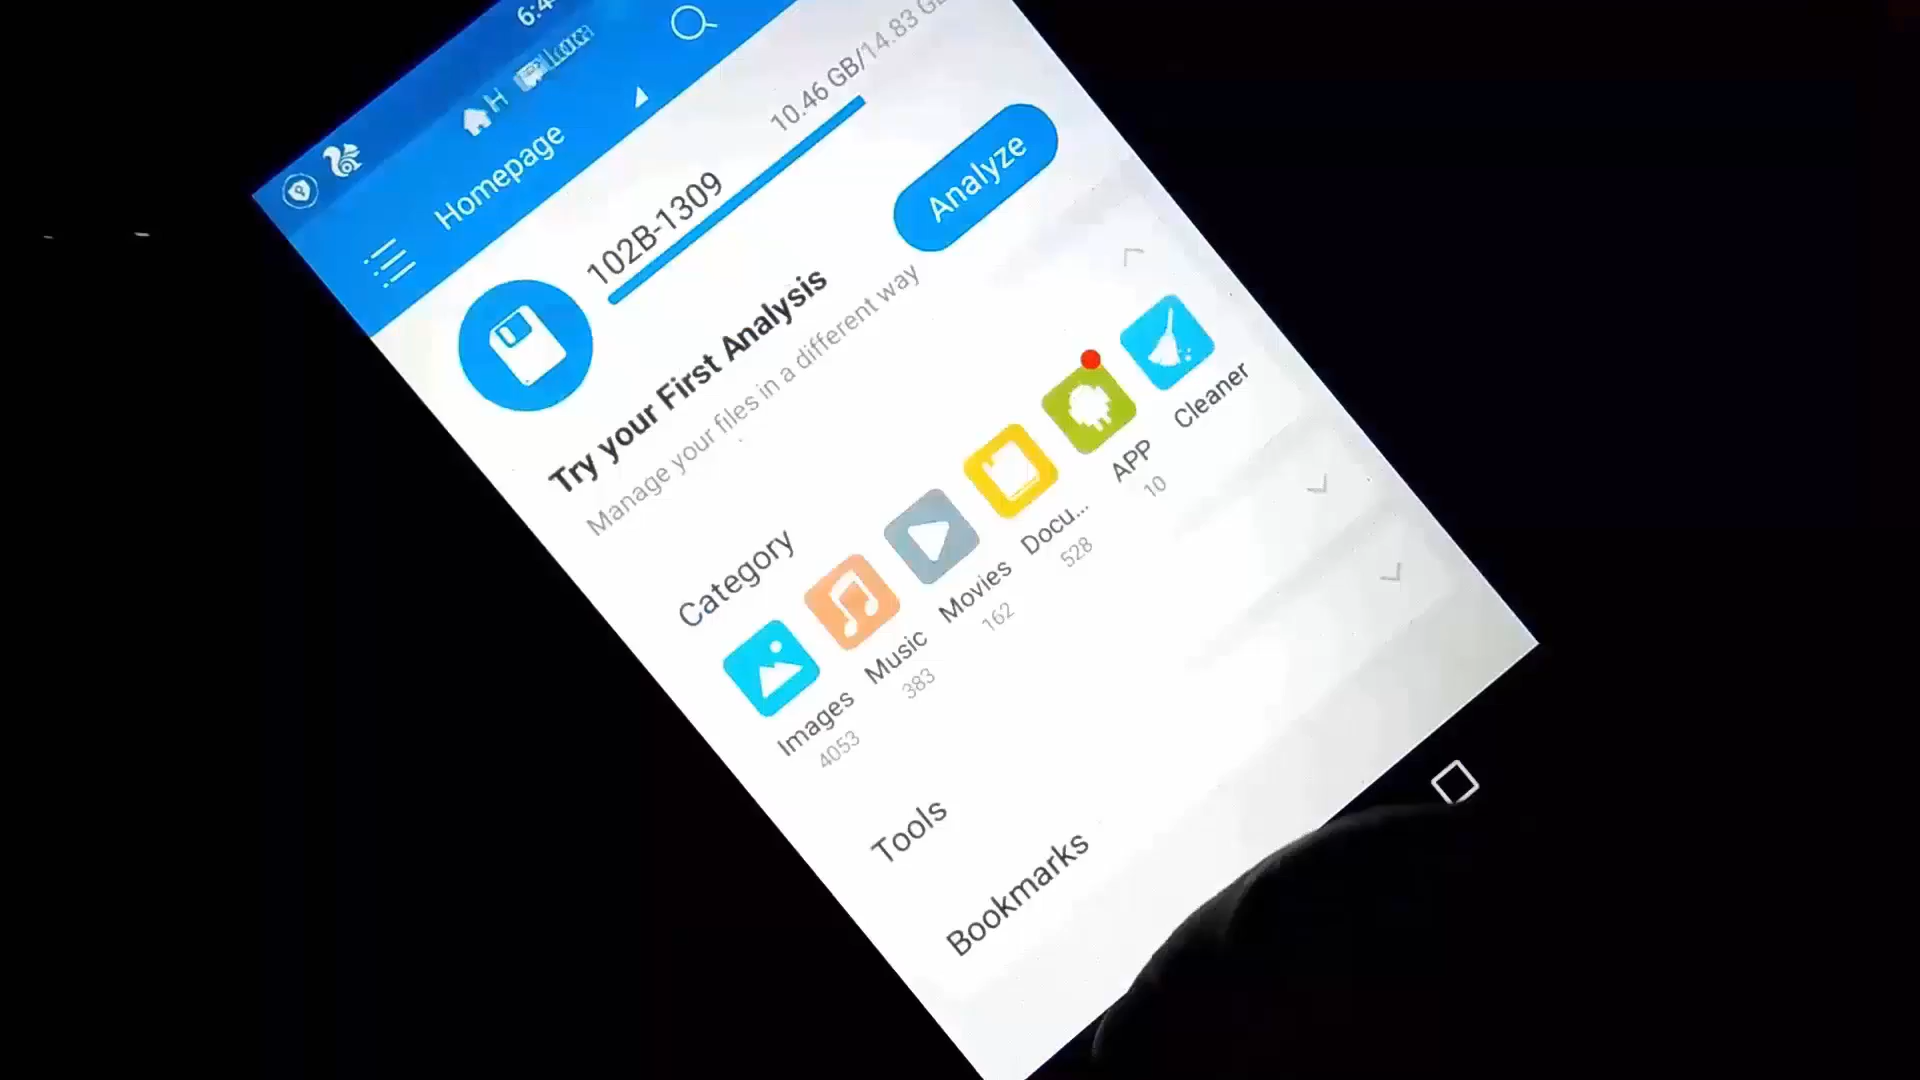 Homepage
102B-1309
10.46 GB/14.83
Analyze
Try your First Analysis
Manage your files in a different way
Category
Images
4053
Music
383
Movies
162
Docu...
528
APP
10
Cleaner
Tools
Bookmarks